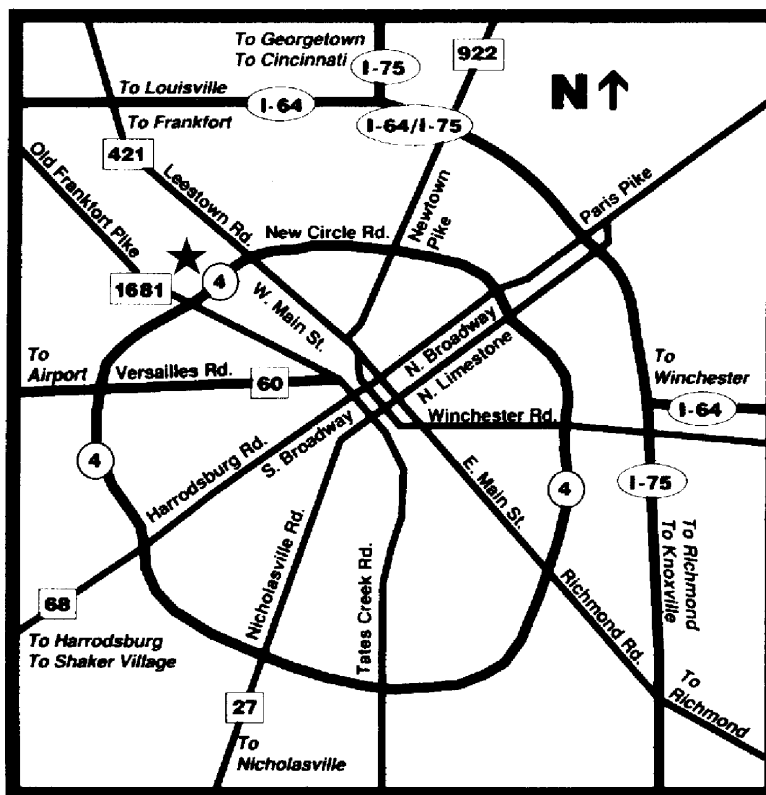 To Georgetown
To Cincinnati
I-75
922
To Louisville
I-64
N
To Frankfort
I-64/I-75
421
Old Frankfort Pike
Leestown Rd.
Newtown
Pike
Paris Pike
New Circle Rd.
4
1681
W. Main St.
N. Broadway
N. Limestone
To
Airport
Versailles Rd.
60
To
Winchester
I-64
Winchester Rd.
Harrodsburg Rd.
S. Broadway
4
E. Main St.
4
I-75
To Richmond
To Knoxville
Nicholasville Rd.
Tates Creek Rd.
Richmond Rd.
68
To Harrodsburg
To Shaker Village
To
Richmond
27
To
Nicholasville